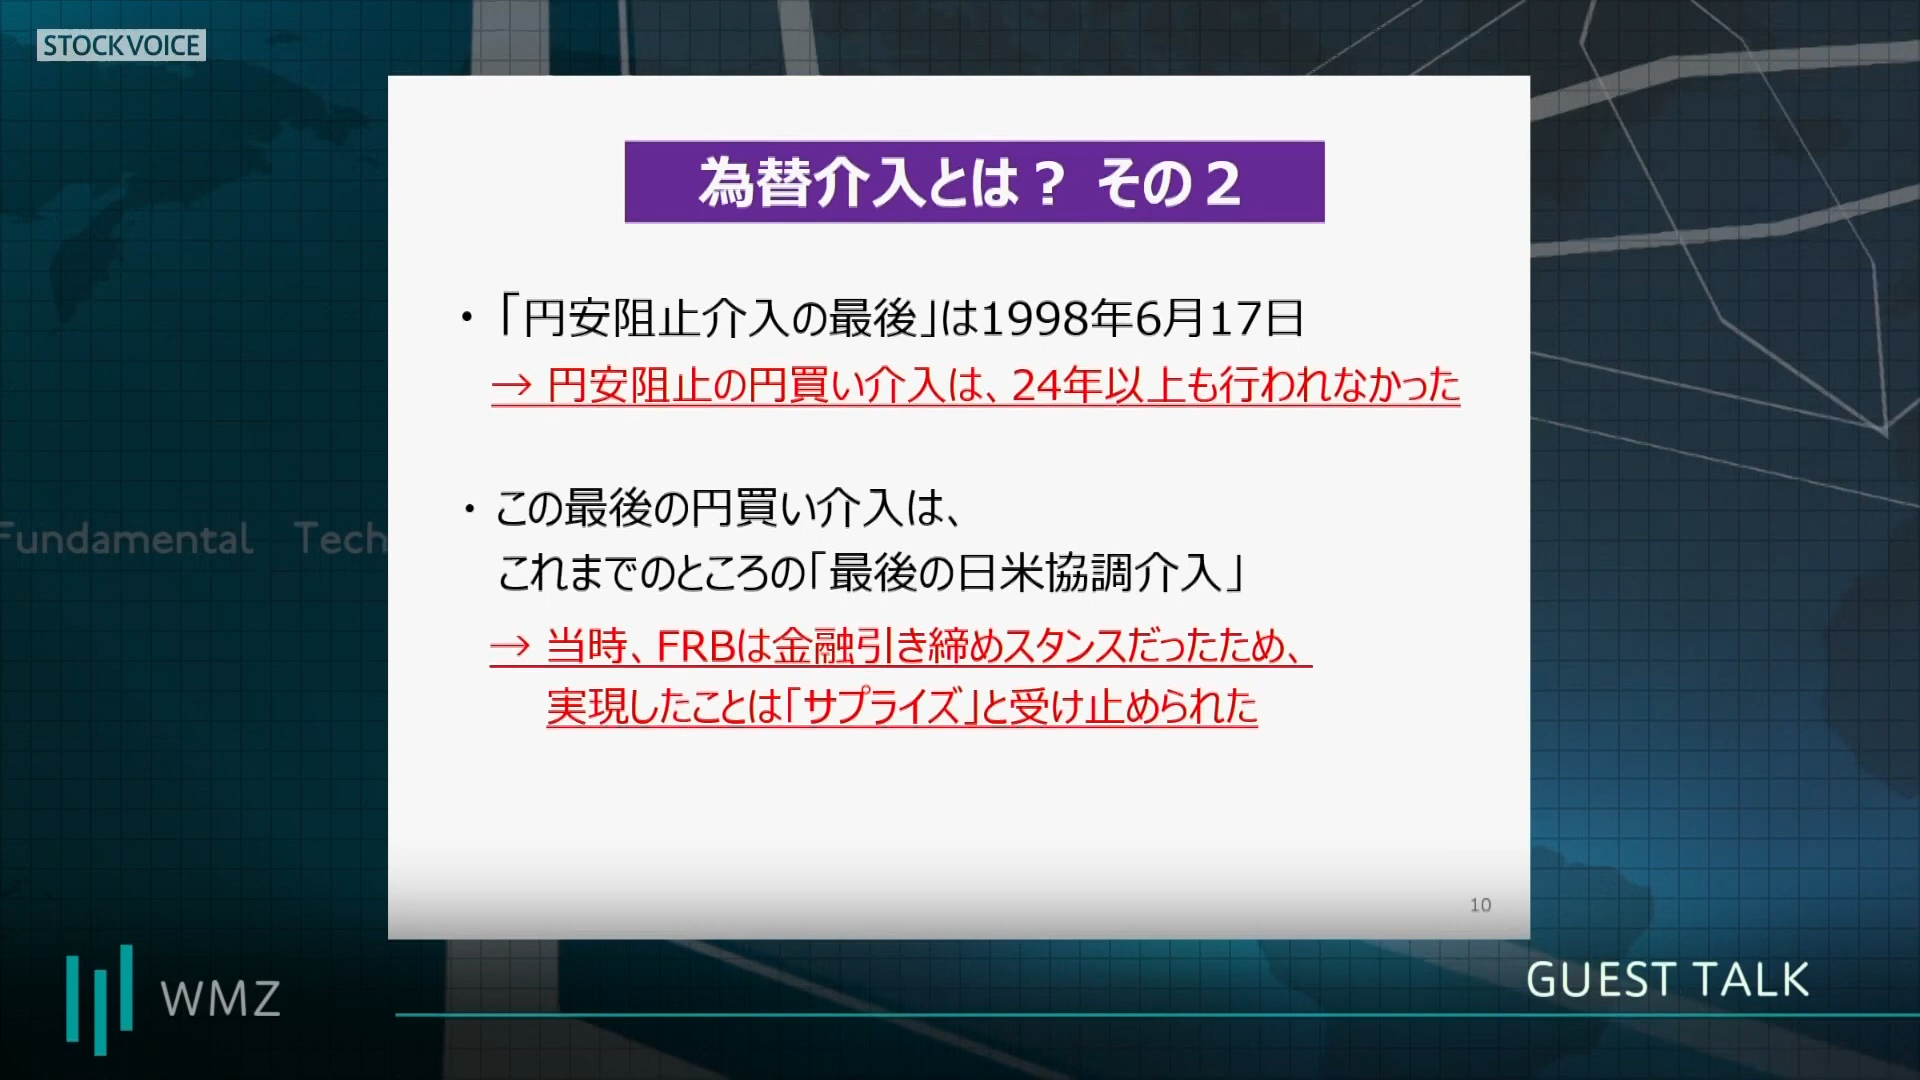 STOCKVOICE
為替介入とは？ その２
・「円安阻止介入の最後」は1998年6月17日
→ 円安阻止の円買い介入は、24年以上も行われなかった
・この最後の円買い介入は、
これまでのところの「最後の日米協調介入」
→ 当時、FRBは金融引き締めスタンスだったため、
実現したことは「サプライズ」と受け止められた
Fundamental Tech
10
WMZ
GUEST TALK